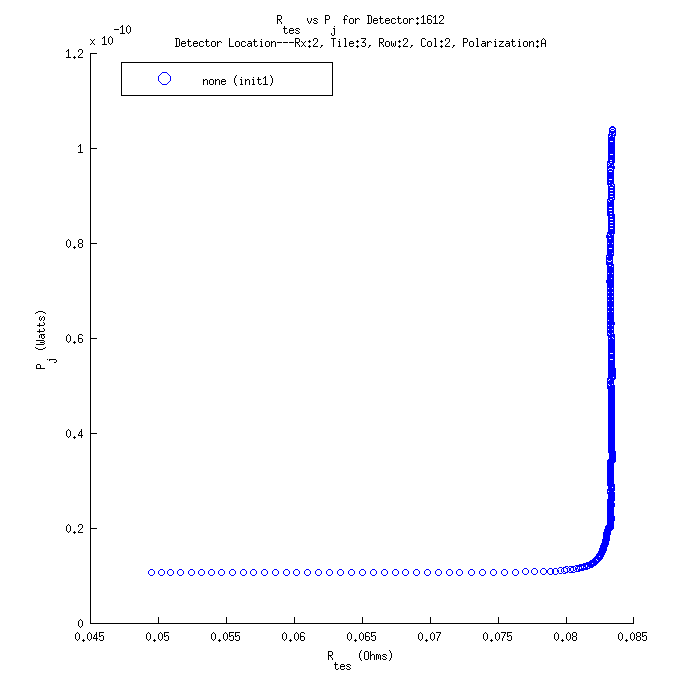 R_tes vs P_j for Detector:1612
Detector Location---Rx:2, Tile:3, Row:2, Col:2, Polarization:A
x 10^-10
none (init1)
1.2
1
0.8
0.6
0.4
0.2
0
P_j (Watts)
0.045 0.05 0.055 0.06 0.065 0.07 0.075 0.08 0.085
R_tes (Ohms)